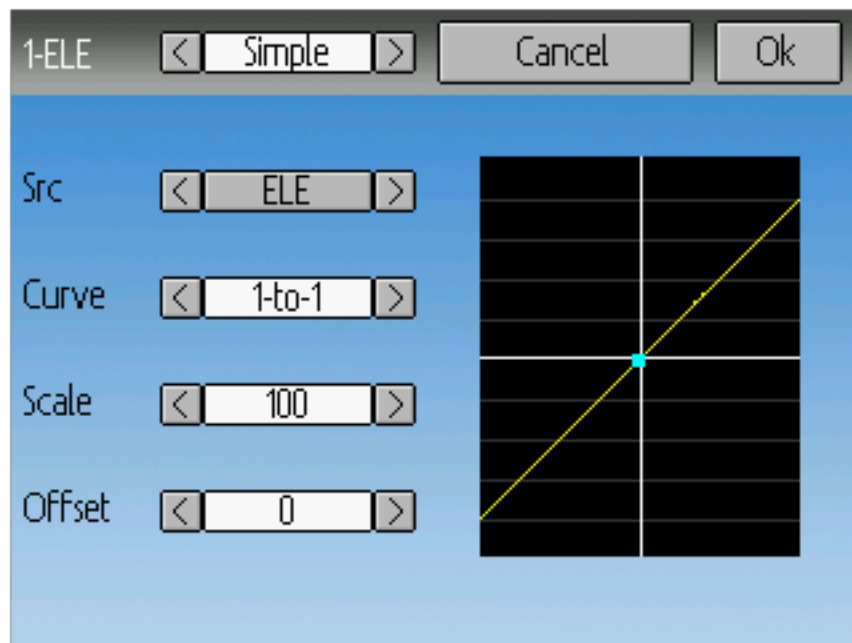 1-ELE < Simple > Cancel Ok
Src < ELE >
Curve < 1-to-1 >
Scale < 100 >
Offset < 0 >